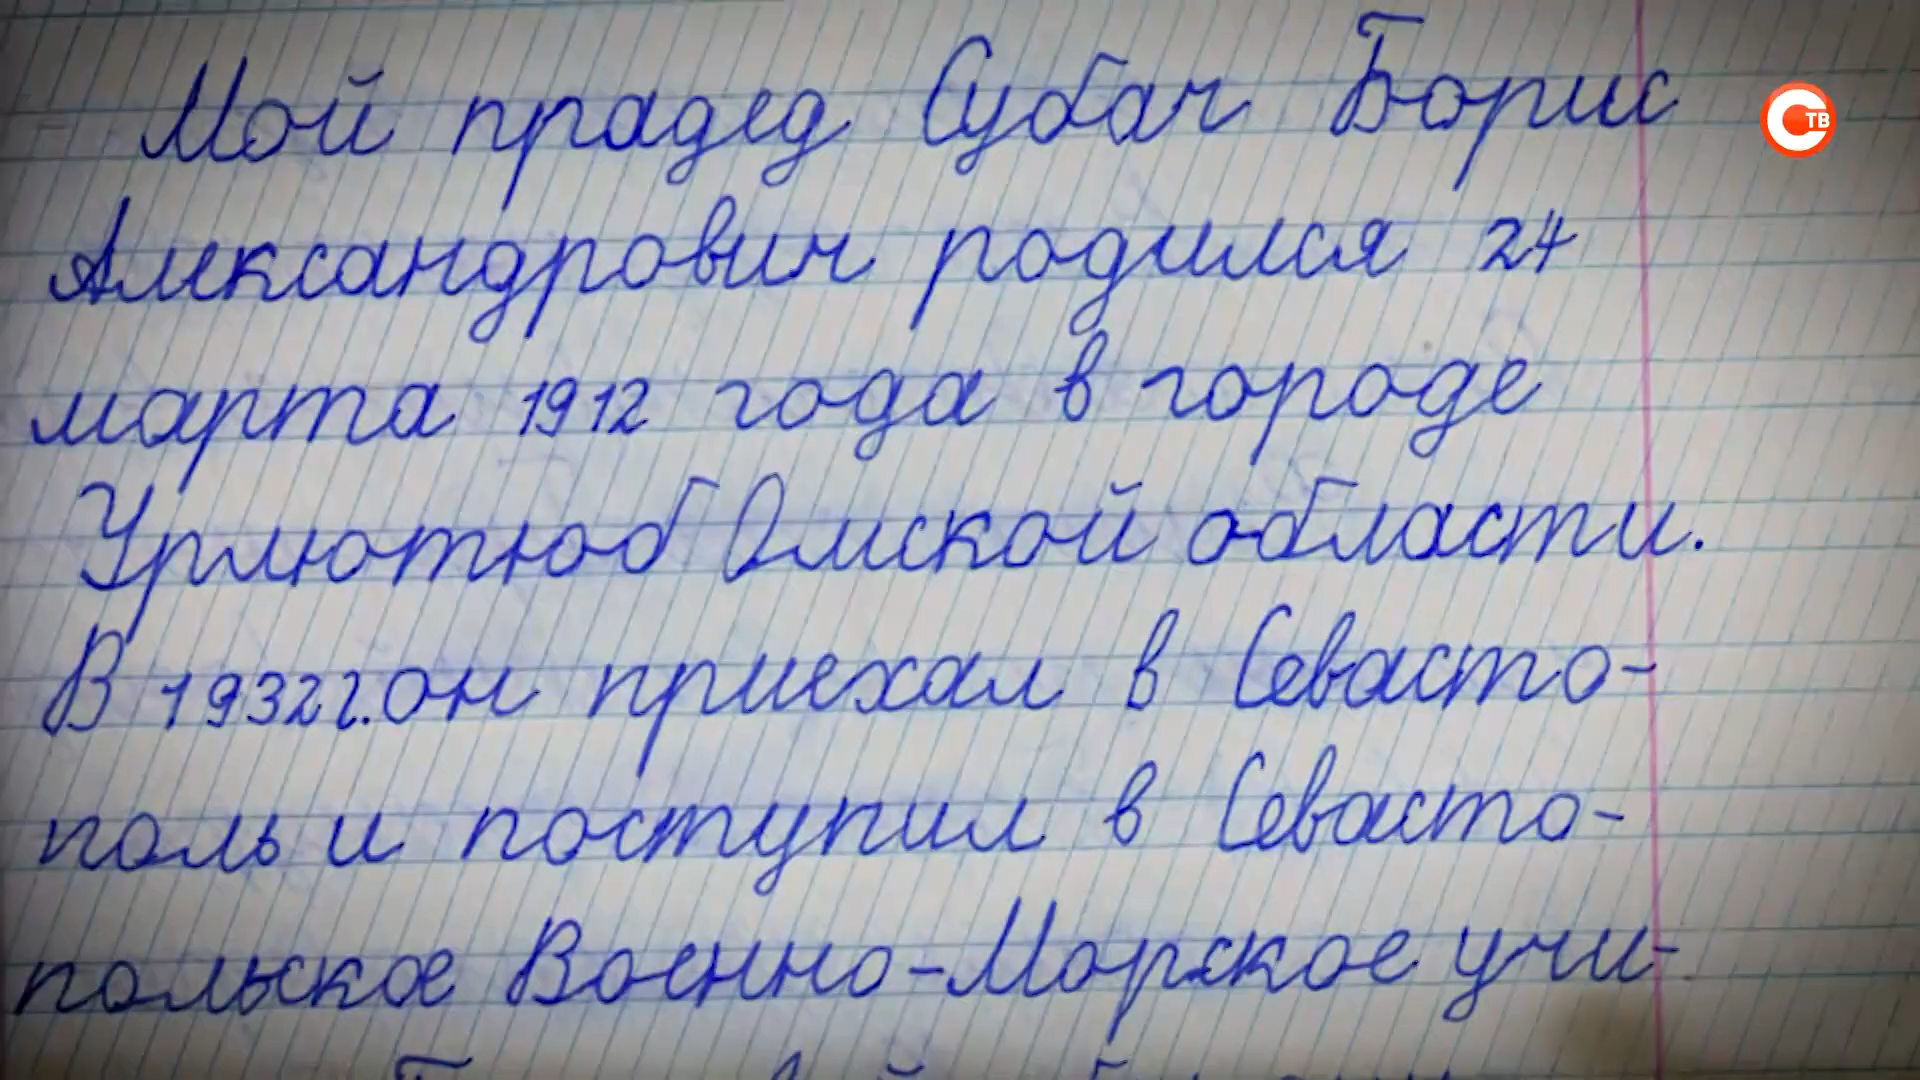 Мой прадед Субач Борис
Александрович родился 24
марта 1912 года в городе
Урлютюб Омской области.
В 1932г. он приехал в Севасто-
поль и поступил в Севасто-
польское Военно-Морское учи-
СТВ